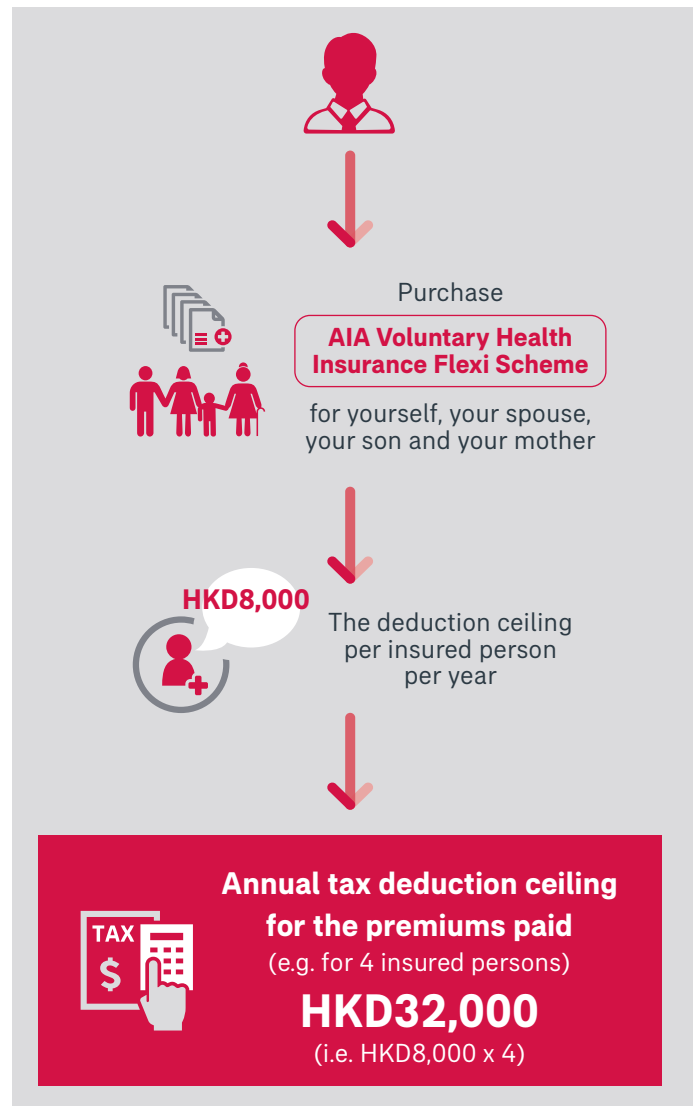 Purchase
AIA Voluntary Health
Insurance Flexi Scheme
for yourself, your spouse,
your son and your mother
HKD8,000
The deduction ceiling
per insured person
per year
TAX
$
Annual tax deduction ceiling
for the premiums paid
(e.g. for 4 insured persons)
HKD32,000
(i.e. HKD8,000 x 4)